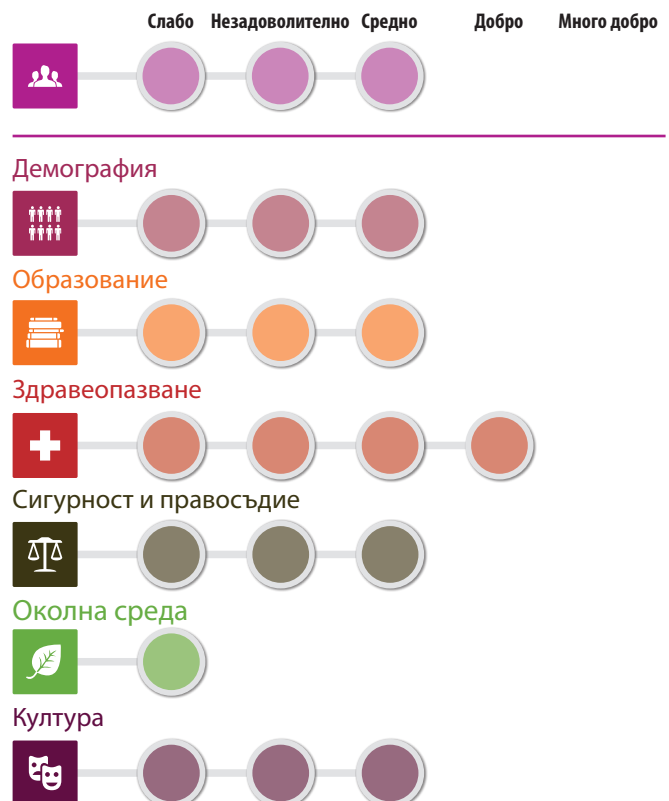 Слабо Незадоволително Средно Добро Много добро
Демография
Образование
Здравеопазване
Сигурност и правосъдие
Околна среда
Култура